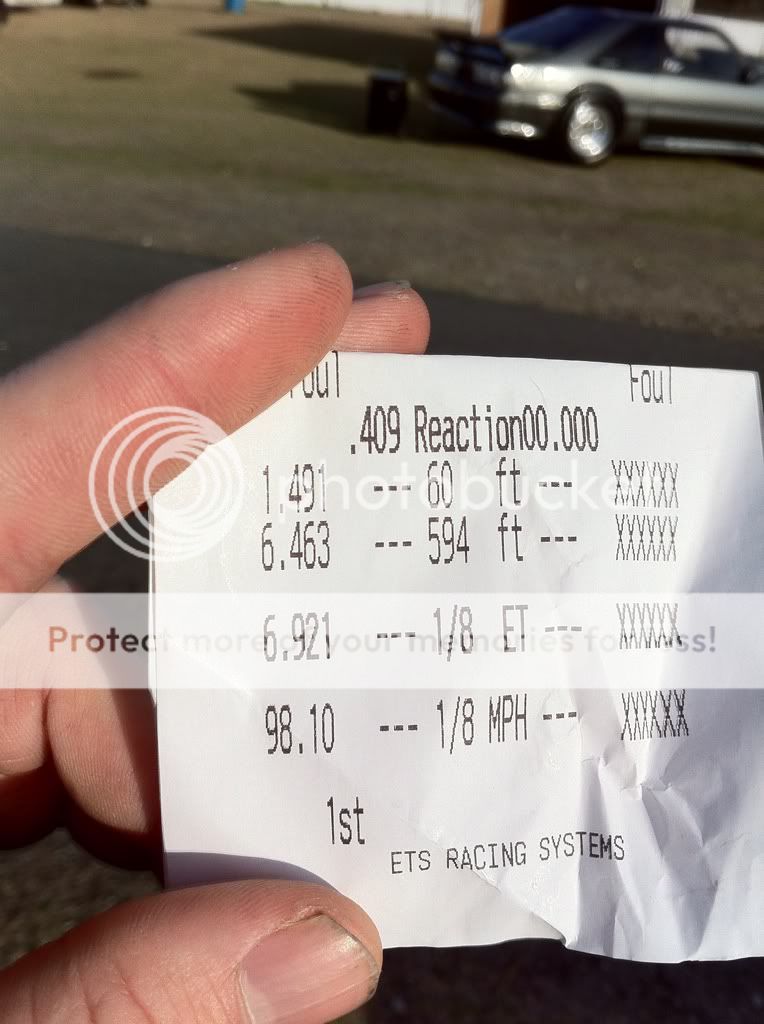 Foul Foul
.409 Reaction00.000
1.491 --- 60 ft --- XXXXXX
6.463 --- 594 ft --- XXXXXX
6.921 --- 1/8 ET --- XXXXXX
98.10 --- 1/8 MPH --- XXXXXX
1st
ETS RACING SYSTEMS
photobucket
Protect more of your memories for less!